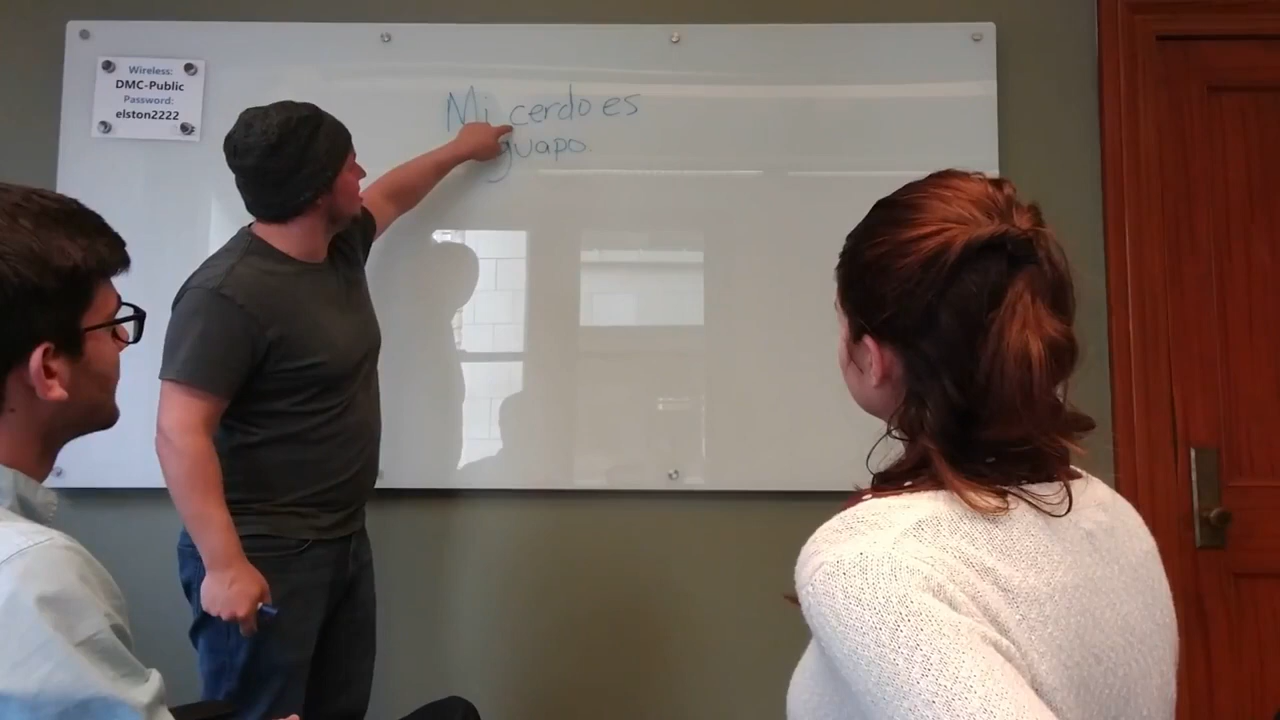 Wireless:
DMC-Public
Password:
elston2222
Mi cerdo es
guapo.